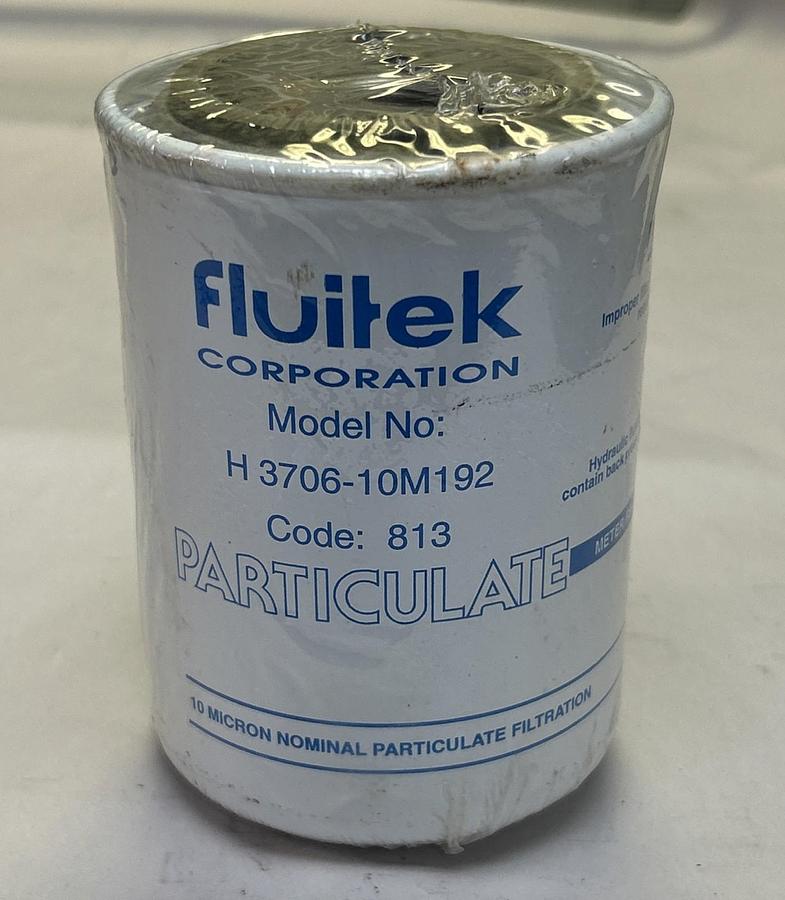 fluitek
CORPORATION
Model No:
H 3706-10M192
Code: 813
PARTICULATE
10 MICRON NOMINAL PARTICULATE FILTRATION
Improper
Hydraulic
contain back